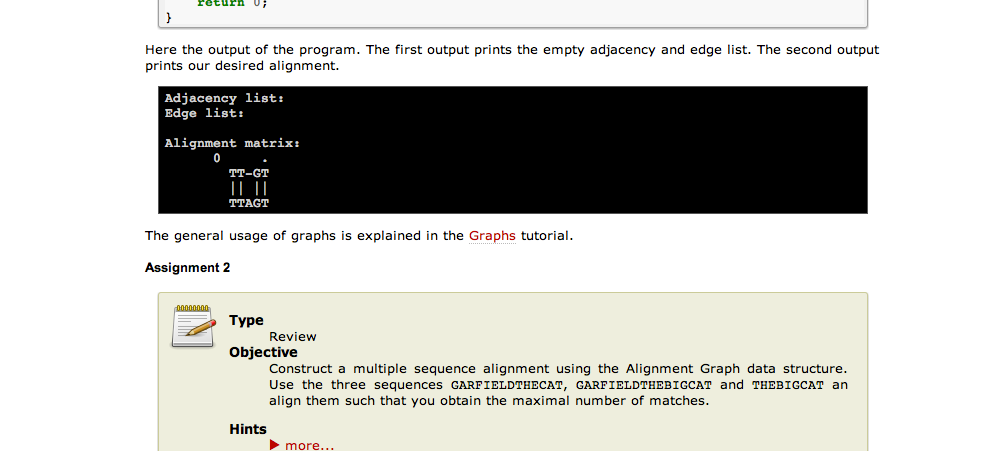 return 0;
}
Here the output of the program. The first output prints the empty adjacency and edge list. The second output
prints our desired alignment.
Adjacency list:
Edge list:
Alignment matrix:
0 .
TT-GT
|| ||
TTAGT
The general usage of graphs is explained in the Graphs tutorial.
Assignment 2
Type
Review
Objective
Construct a multiple sequence alignment using the Alignment Graph data structure.
Use the three sequences GARFIELDTHECAT, GARFIELDTHEBIGCAT and THEBIGCAT an
align them such that you obtain the maximal number of matches.
Hints
more...